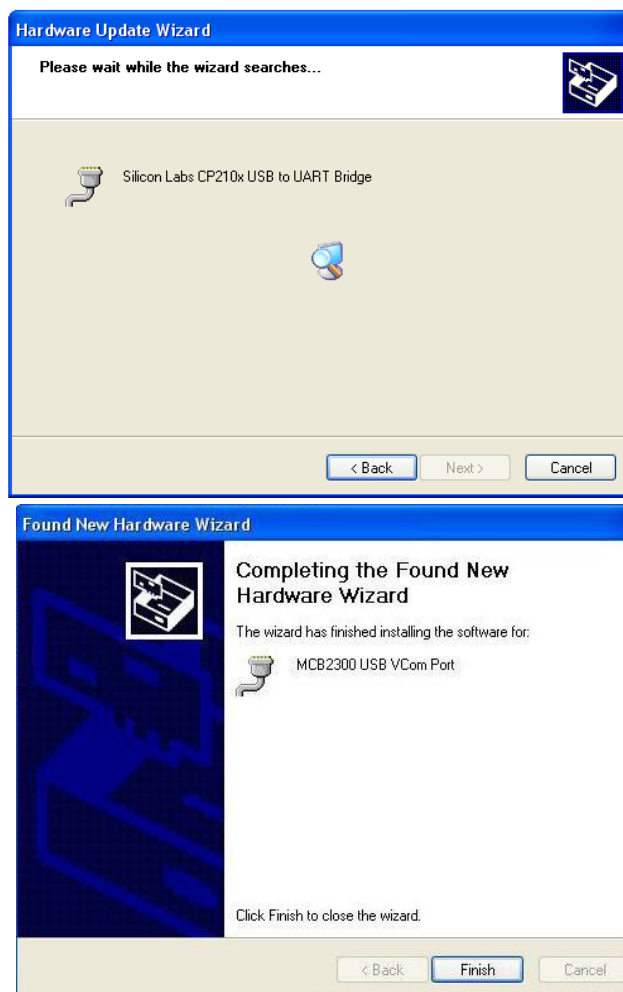 Hardware Update Wizard
Please wait while the wizard searches...
Silicon Labs CP210x USB to UART Bridge
< Back Next > Cancel
Found New Hardware Wizard
Completing the Found New
Hardware Wizard
The wizard has finished installing the software for:
MCB2300 USB VCom Port
Click Finish to close the wizard.
< Back Finish Cancel